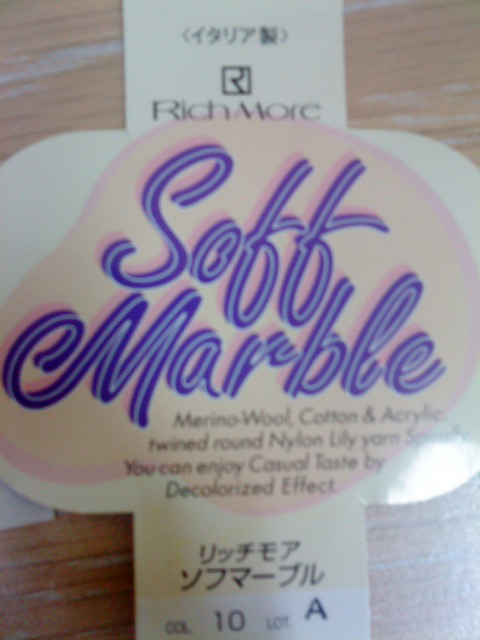 〈イタリア製〉
R
Rich More
Soff
Marble
Merino-Wool, Cotton & Acrylic
twined round Nylon Lily yarn
You can enjoy Casual Taste by
Decolorized Effect.
リッチモア
ソフマーブル
COL 10 LOT A